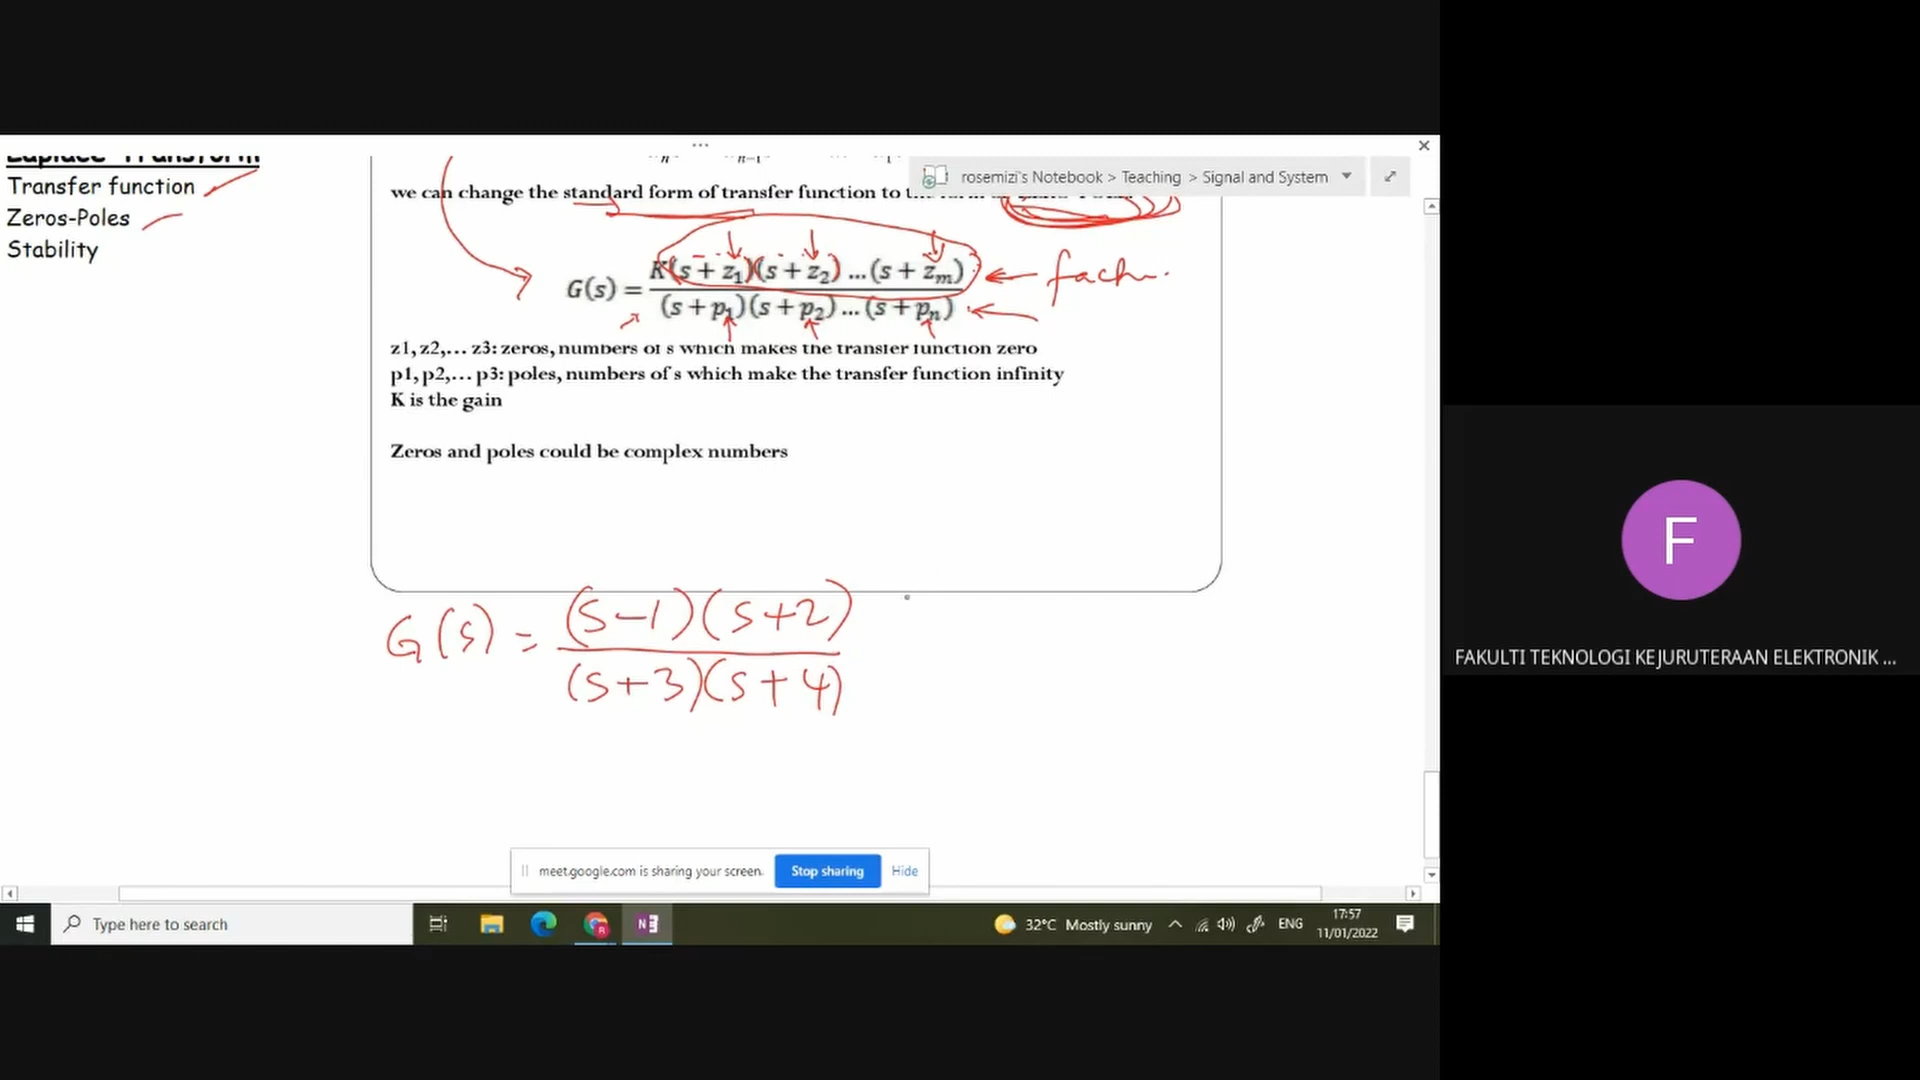 Laplace Transform
Transfer function
Zeros-Poles
Stability
rosemizi's Notebook > Teaching > Signal and System
we can change the standard form of transfer function to
G(s) = K(s + z1)(s + z2) ... (s + zm) / (s + p1)(s + p2) ... (s + pn)
z1, z2,... z3: zeros, numbers of s which makes the transfer function zero
p1, p2,... p3: poles, numbers of s which make the transfer function infinity
K is the gain
Zeros and poles could be complex numbers
G(s) = (s-1)(s+2) / (s+3)(s+4)
F
FAKULTI TEKNOLOGI KEJURUTERAAN ELEKTRONIK ...
meet.google.com is sharing your screen.
Stop sharing
Hide
Type here to search
32°C Mostly sunny
ENG
17:57
11/01/2022